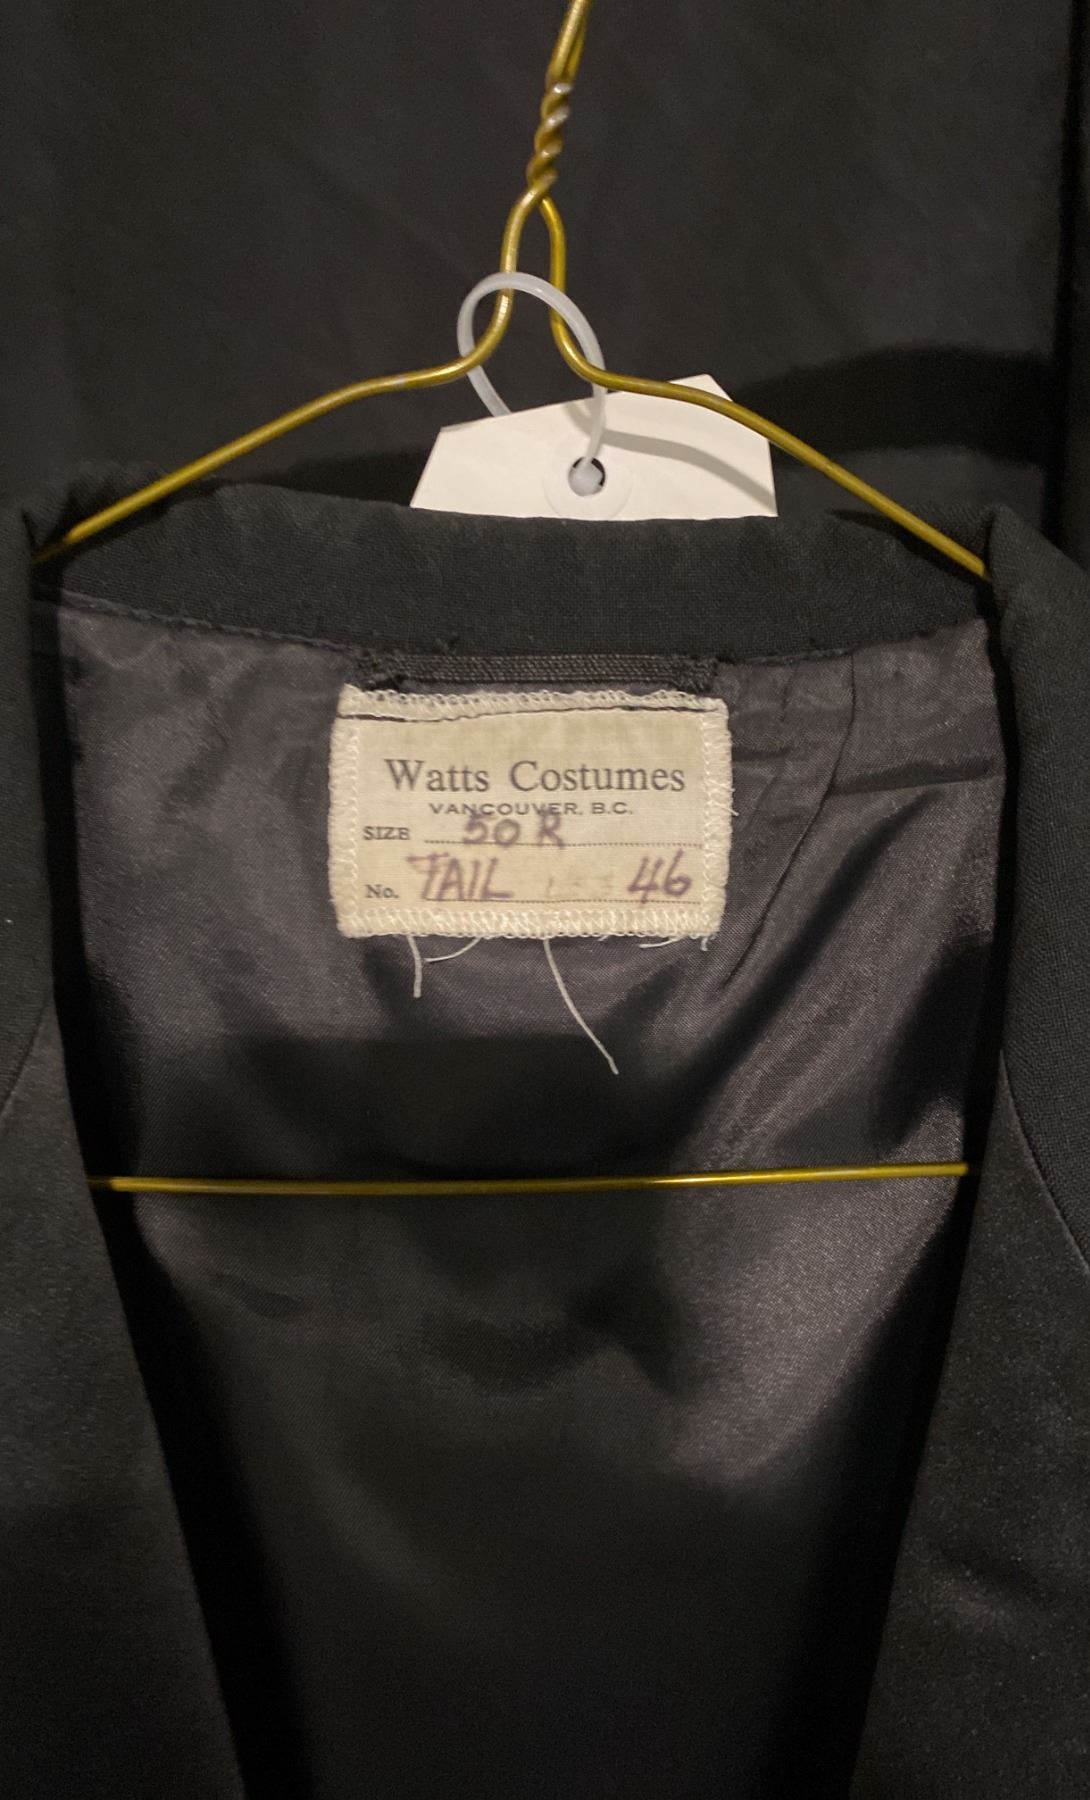 Watts Costumes
VANCOUVER, B.C.
SIZE 50 R
No. TAIL 46